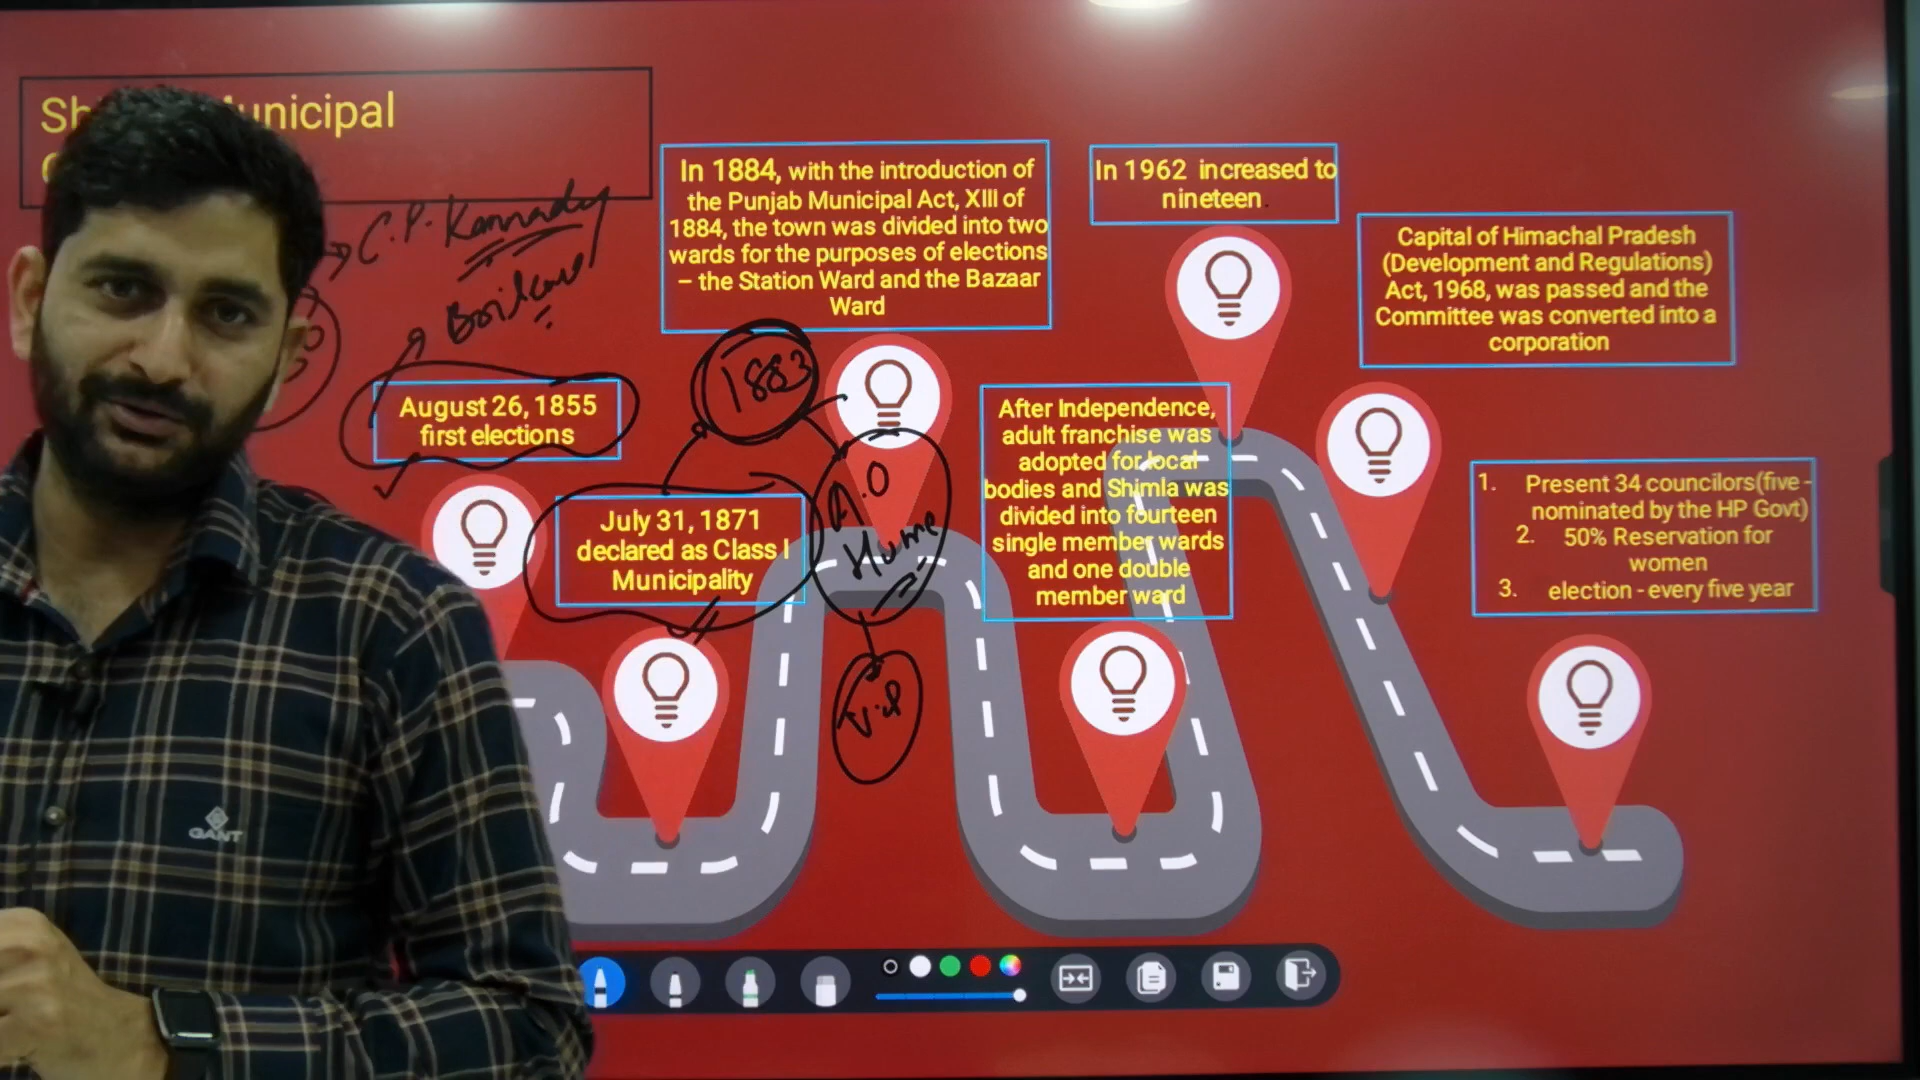 Municipal
C.P. Kannady
Boileau
In 1884, with the introduction of
the Punjab Municipal Act, XIII of
1884, the town was divided into two
wards for the purposes of elections
– the Station Ward and the Bazaar
Ward
In 1962 increased to
nineteen.
Capital of Himachal Pradesh
(Development and Regulations)
Act, 1968, was passed and the
Committee was converted into a
corporation
August 26, 1855
first elections
1883
A.O
Hume
July 31, 1871
declared as Class I
Municipality
After Independence,
adult franchise was
adopted for local
bodies and Shimla was
divided into fourteen
single member wards
and one double
member ward
1. Present 34 councilors(five -
nominated by the HP Govt)
2. 50% Reservation for
women
3. election - every five year
GANT